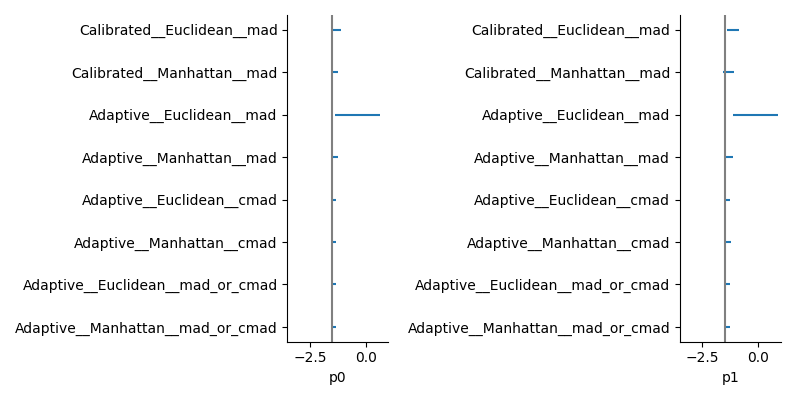 Calibrated__Euclidean__mad
Calibrated__Manhattan__mad
Adaptive__Euclidean__mad
Adaptive__Manhattan__mad
Adaptive__Euclidean__cmad
Adaptive__Manhattan__cmad
Adaptive__Euclidean__mad_or_cmad
Adaptive__Manhattan__mad_or_cmad
−2.5 0.0
p0
Calibrated__Euclidean__mad
Calibrated__Manhattan__mad
Adaptive__Euclidean__mad
Adaptive__Manhattan__mad
Adaptive__Euclidean__cmad
Adaptive__Manhattan__cmad
Adaptive__Euclidean__mad_or_cmad
Adaptive__Manhattan__mad_or_cmad
−2.5 0.0
p1